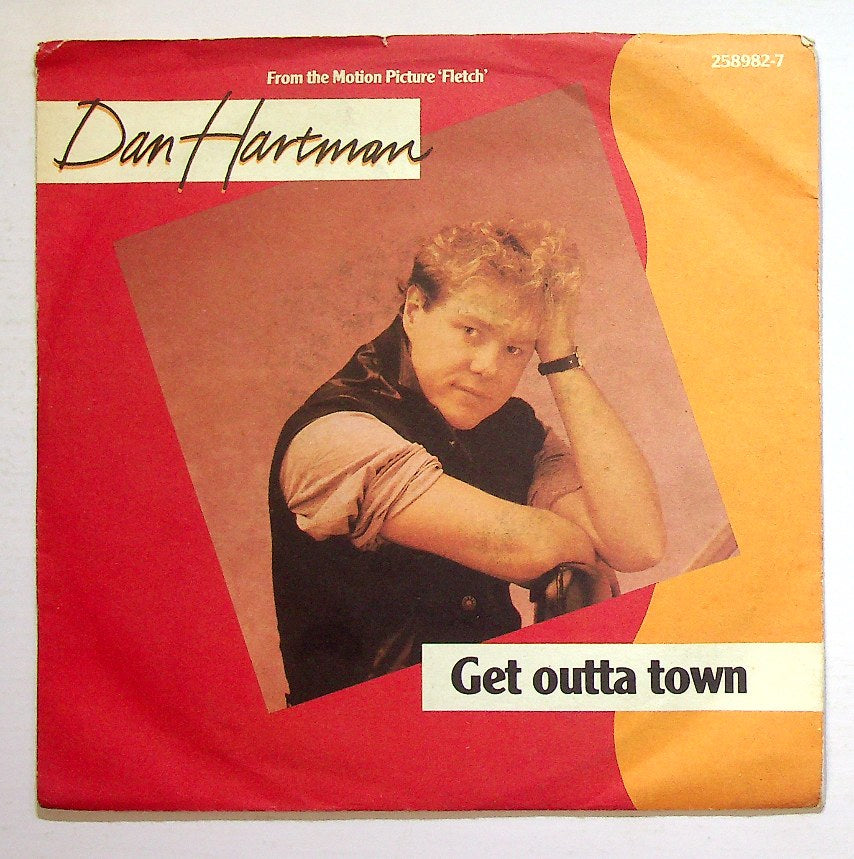 From the Motion Picture 'Fletch'
258982-7
Dan Hartman
Get outta town